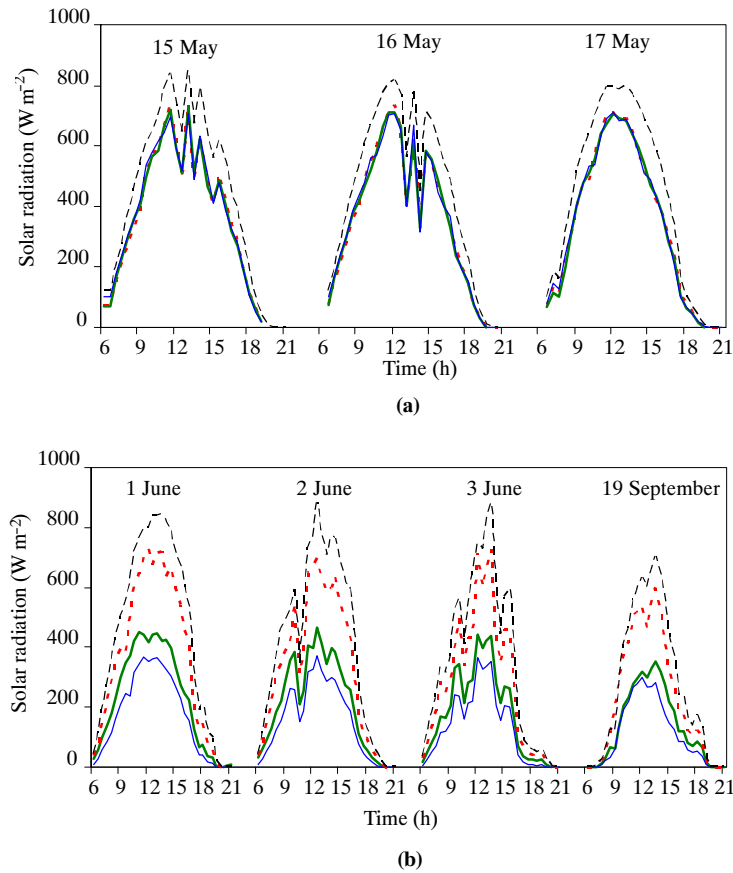 1000
15 May 16 May 17 May
800
600
400
200
0
Solar radiation (W m⁻²)
6 9 12 15 18 21 6 9 12 15 18 21 6 9 12 15 18 21
Time (h)
(a)
1000
1 June 2 June 3 June 19 September
800
600
400
200
0
Solar radiation (W m⁻²)
6 9 12 15 18 21 6 9 12 15 18 21 6 9 12 15 18 21 6 9 12 15 18 21
Time (h)
(b)